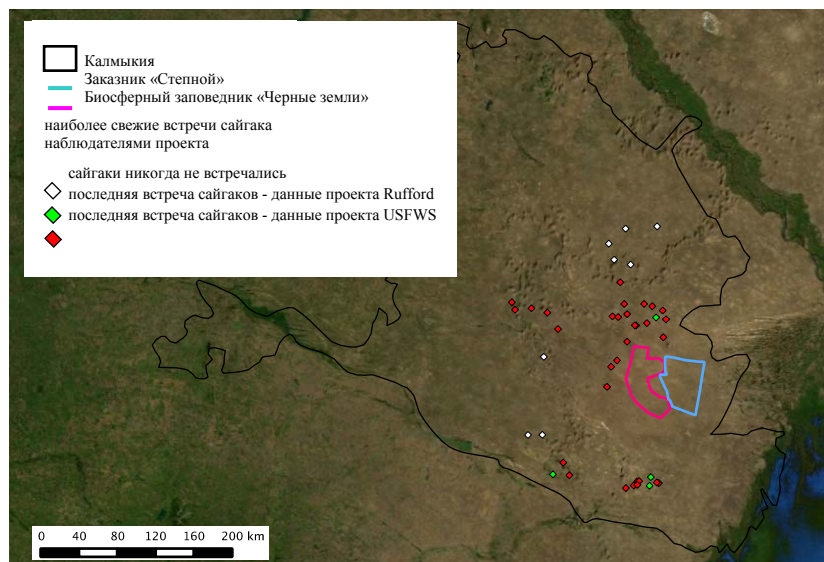 Калмыкия
Заказник «Степной»
Биосферный заповедник «Черные земли»
наиболее свежие встречи сайгака
наблюдателями проекта
сайгаки никогда не встречались
последняя встреча сайгаков - данные проекта Rufford
последняя встреча сайгаков - данные проекта USFWS
0 40 80 120 160 200 km